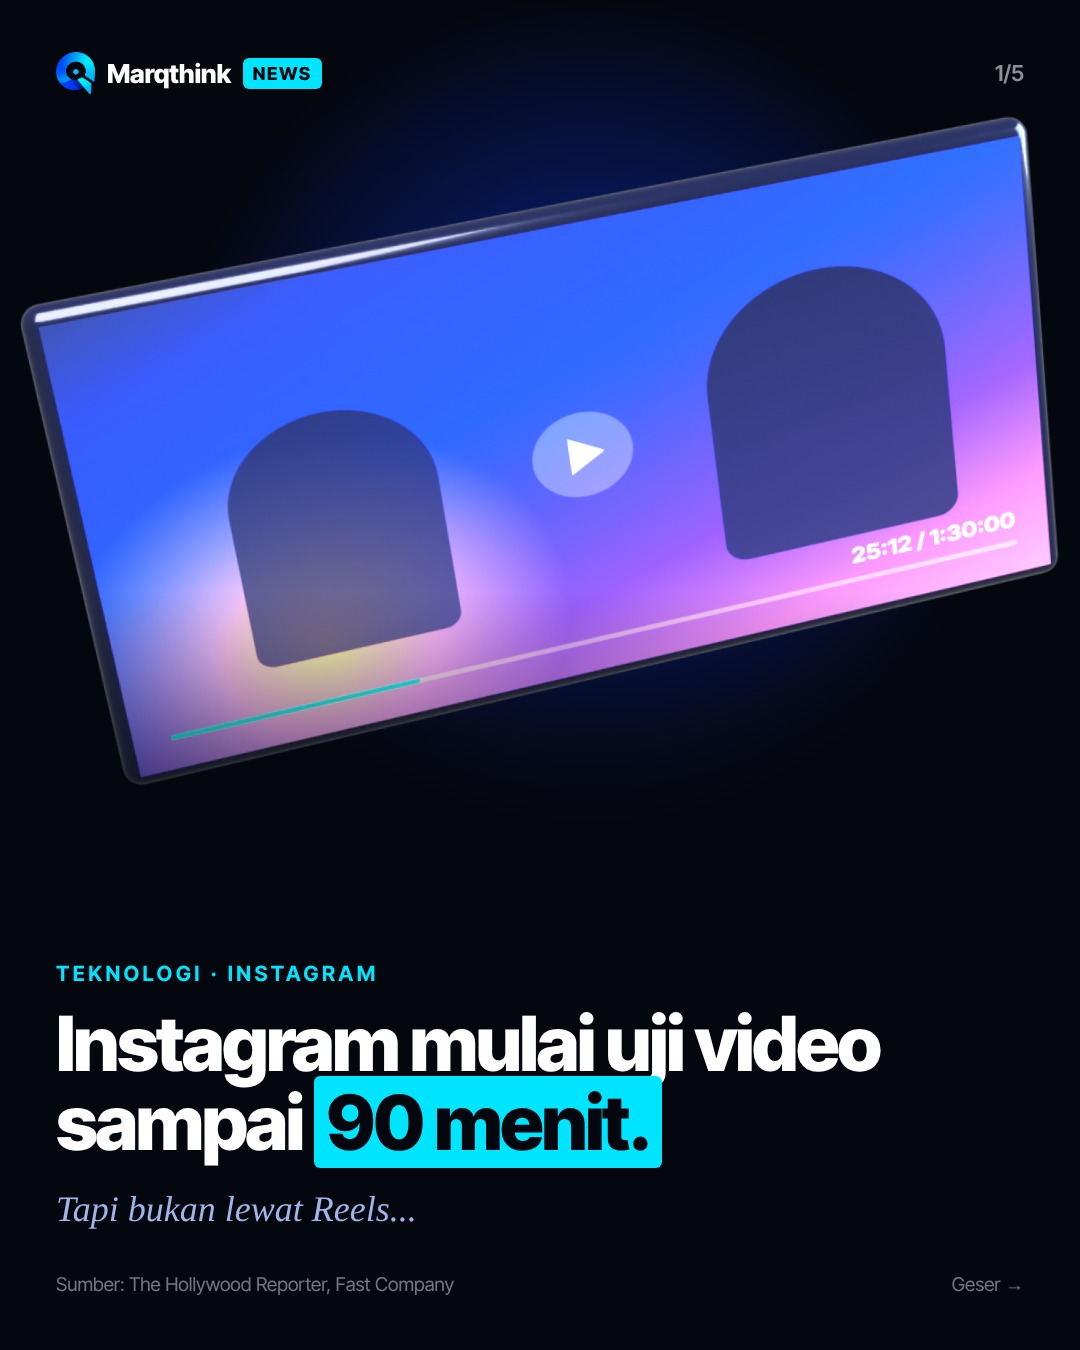 Marqthink NEWS
1/5
25:12 / 1:30:00
TEKNOLOGI · INSTAGRAM
Instagram mulai uji video
sampai 90 menit.
Tapi bukan lewat Reels...
Sumber: The Hollywood Reporter, Fast Company
Geser →